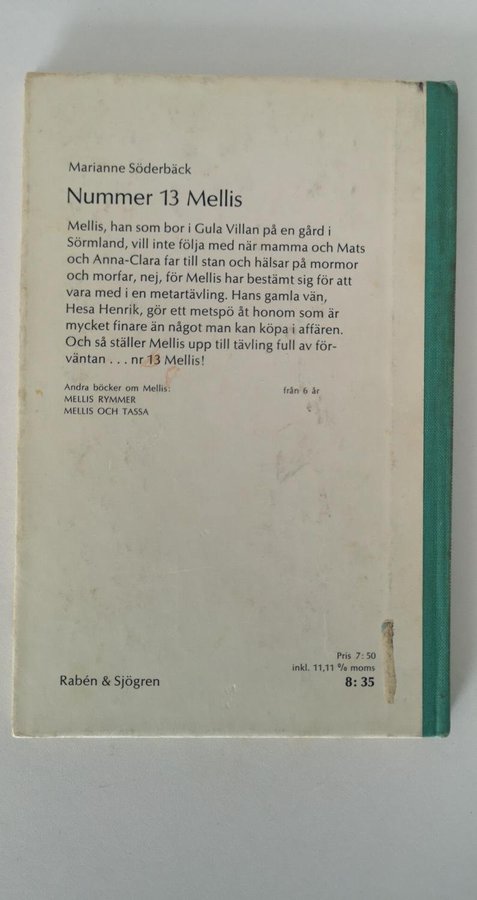 Marianne Söderbäck
Nummer 13 Mellis
Mellis, han som bor i Gula Villan på en gård i
Sörmland, vill inte följa med när mamma och Mats
och Anna-Clara far till stan och hälsar på mormor
och morfar, nej, för Mellis har bestämt sig för att
vara med i en metartävling. Hans gamla vän,
Hesa Henrik, gör ett metspö åt honom som är
mycket finare än något man kan köpa i affären.
Och så ställer Mellis upp till tävling full av för-
väntan . . . nr 13 Mellis!
Andra böcker om Mellis: från 6 år
MELLIS RYMMER
MELLIS OCH TASSA
Pris 7: 50
inkl. 11,11 % moms
Rabén & Sjögren 8: 35